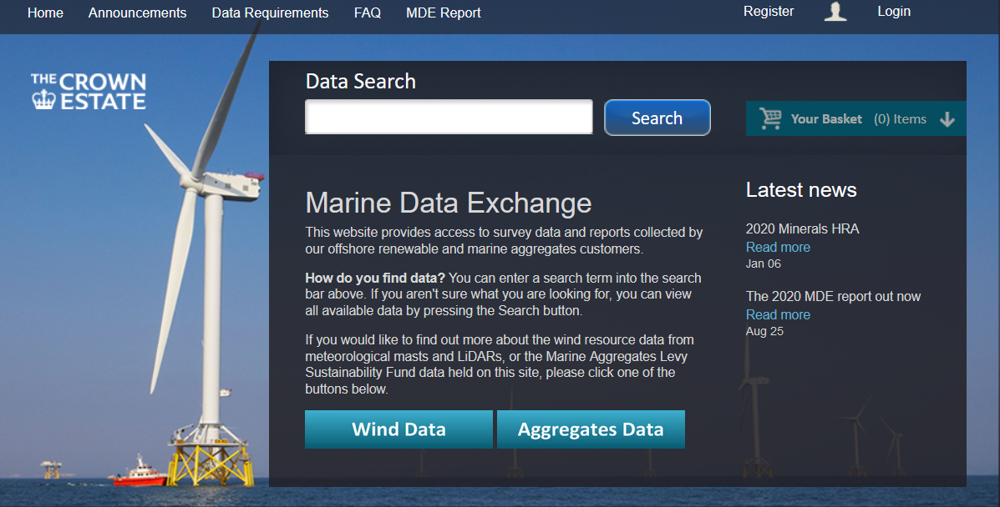 Home Announcements Data Requirements FAQ MDE Report Register Login
THE CROWN
ESTATE
Data Search
Search
Your Basket (0) Items
Marine Data Exchange
This website provides access to survey data and reports collected by
our offshore renewable and marine aggregates customers.
How do you find data? You can enter a search term into the search
bar above. If you aren't sure what you are looking for, you can view
all available data by pressing the Search button.
If you would like to find out more about the wind resource data from
meteorological masts and LiDARs, or the Marine Aggregates Levy
Sustainability Fund data held on this site, please click one of the
buttons below.
Wind Data Aggregates Data
Latest news
2020 Minerals HRA
Read more
Jan 06
The 2020 MDE report out now
Read more
Aug 25